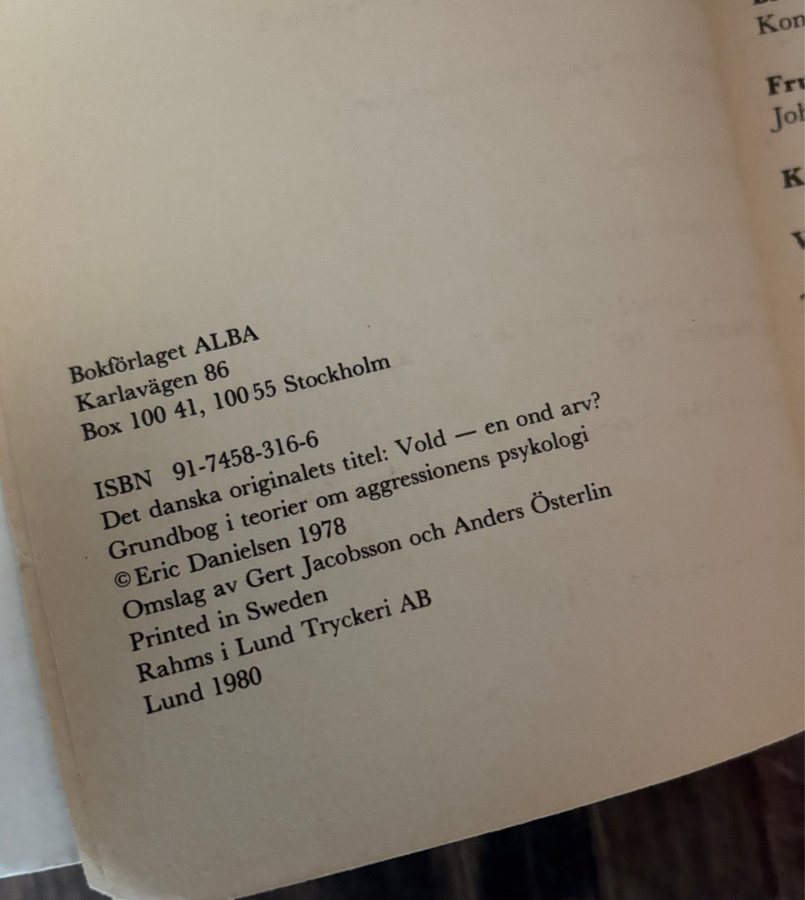 Bokförlaget ALBA
Karlavägen 86
Box 100 41, 100 55 Stockholm
ISBN 91-7458-316-6
Det danska originalets titel: Vold — en ond arv?
Grundbog i teorier om aggressionens psykologi
© Eric Danielsen 1978
Omslag av Gert Jacobsson och Anders Österlin
Printed in Sweden
Rahms i Lund Tryckeri AB
Lund 1980